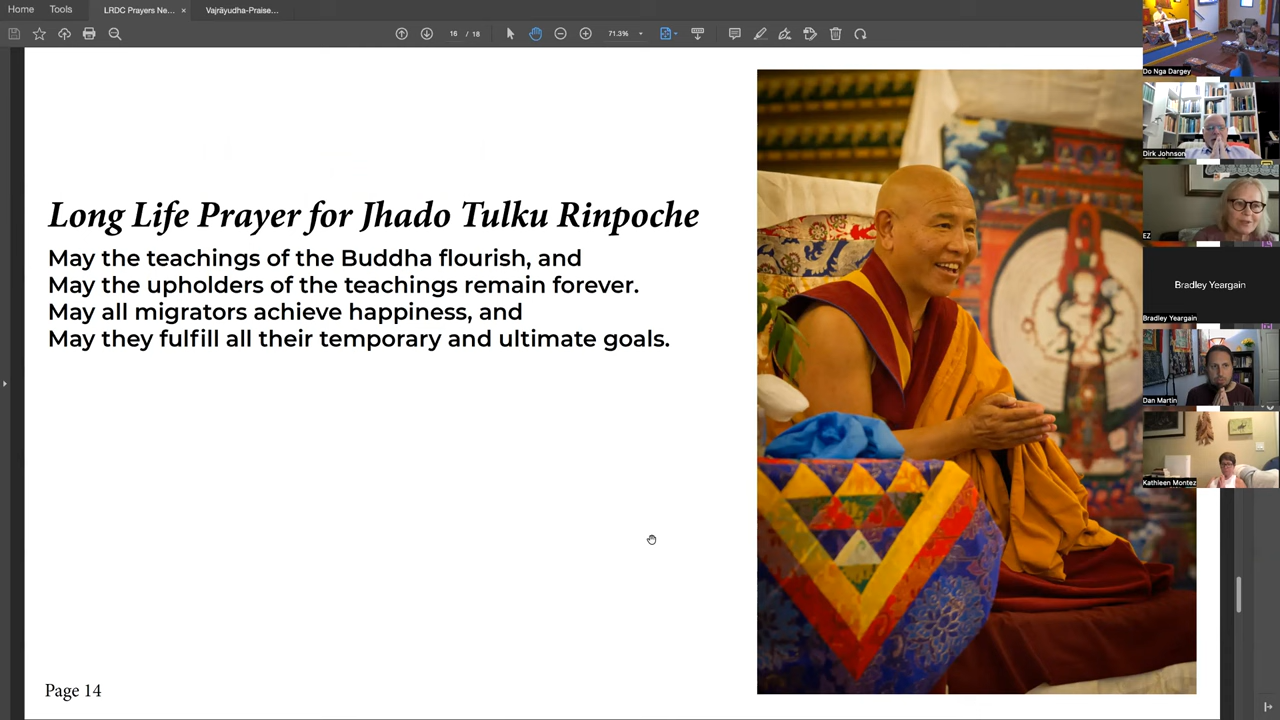 Home
Tools
LRDC Prayers Ne...
×
Vajrāyudha-Praise...
16 / 18
71.3%
Long Life Prayer for Jhado Tulku Rinpoche
May the teachings of the Buddha flourish, and
May the upholders of the teachings remain forever.
May all migrators achieve happiness, and
May they fulfill all their temporary and ultimate goals.
Page 14
Do Nga Dargey
Dirk Johnson
EZ
Bradley Yeargain
Bradley Yeargain
Dan Martin
Kathleen Montez